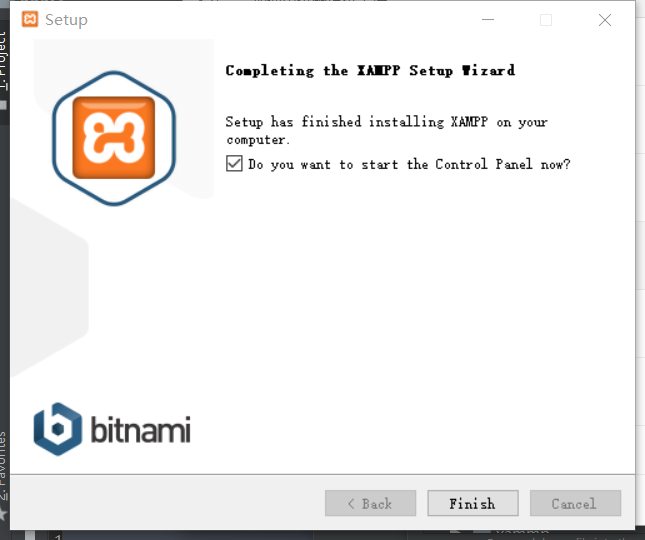 Setup
1: Project
Completing the XAMPP Setup Wizard
Setup has finished installing XAMPP on your
computer.
Do you want to start the Control Panel now?
bitnami
2: Favorites
< Back
Finish
Cancel
1